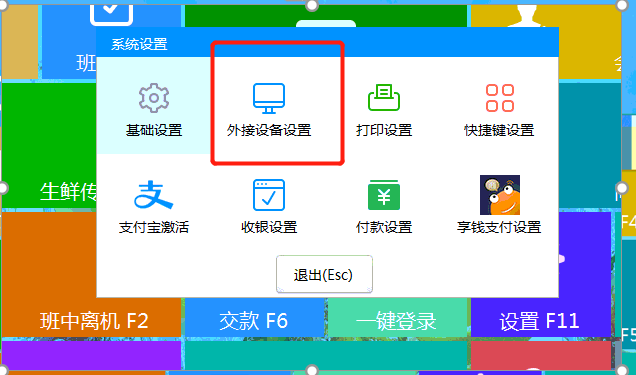 班
系统设置
会
基础设置
外接设备设置
打印设置
快捷键设置
生鲜传
支付宝激活
收银设置
付款设置
享钱支付设置
F4
退出(Esc)
班中离机 F2
交款 F6
一键登录
设置 F11
F5